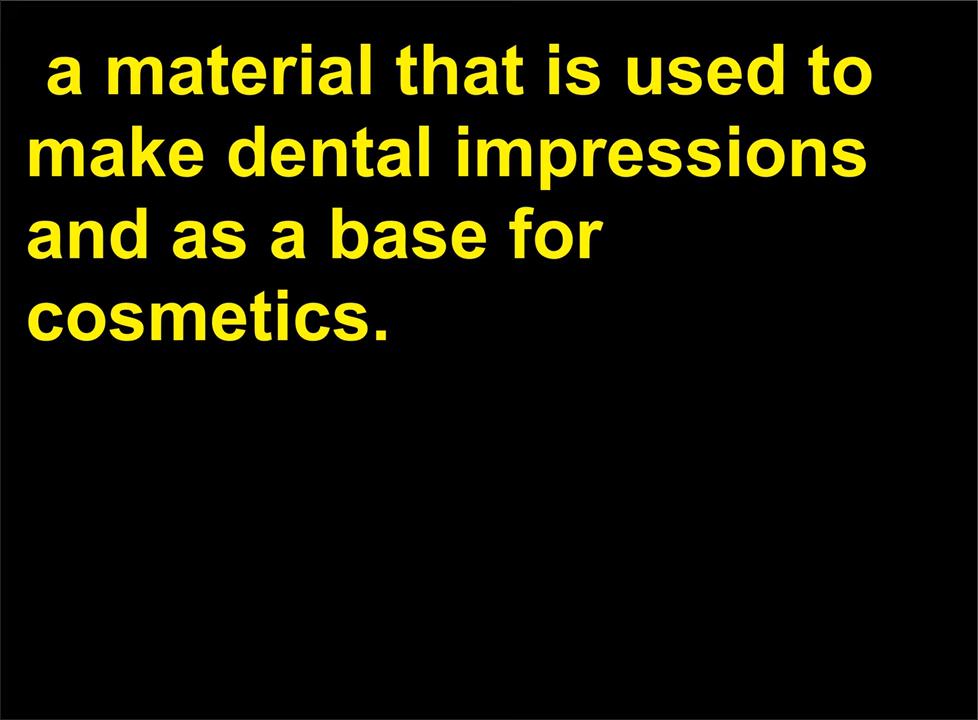 a material that is used to
make dental impressions
and as a base for
cosmetics.